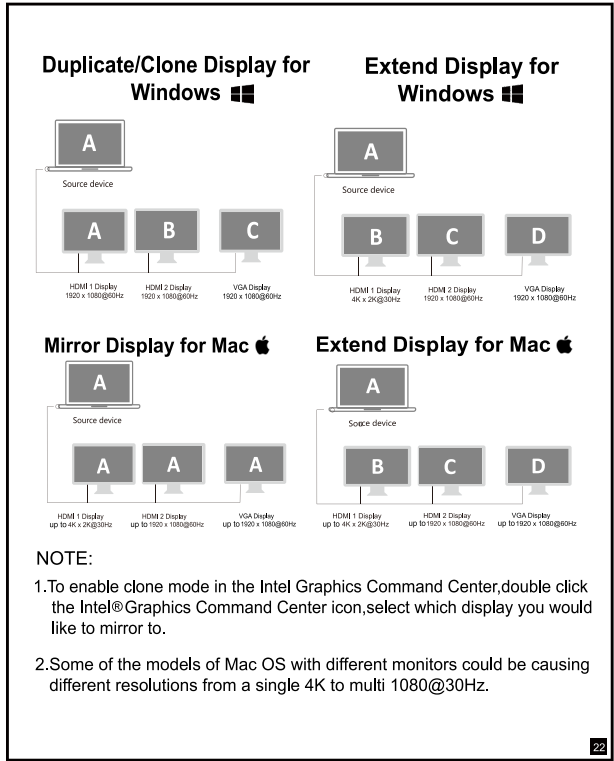 Duplicate/Clone Display for
Windows
A
Source device
A
B
C
HDMI 1 Display
1920 x 1080@60Hz
HDMI 2 Display
1920 x 1080@60Hz
VGA Display
1920 x 1080@60Hz
Extend Display for
Windows
A
Source device
B
C
D
HDMI 1 Display
4K x 2K@30Hz
HDMI 2 Display
1920 x 1080@60Hz
VGA Display
1920 x 1080@60Hz
Mirror Display for Mac
A
Source device
A
A
A
HDMI 1 Display
up to 4K x 2K@30Hz
HDMI 2 Display
up to 1920 x 1080@60Hz
VGA Display
up to 1920 x 1080@60Hz
Extend Display for Mac
A
Source device
B
C
D
HDMI 1 Display
up to 4K x 2K@30Hz
HDMI 2 Display
up to 1920 x 1080@60Hz
VGA Display
up to 1920 x 1080@60Hz
NOTE:
1.To enable clone mode in the Intel Graphics Command Center,double click
the Intel®Graphics Command Center icon,select which display you would
like to mirror to.
2.Some of the models of Mac OS with different monitors could be causing
different resolutions from a single 4K to multi 1080@30Hz.
22